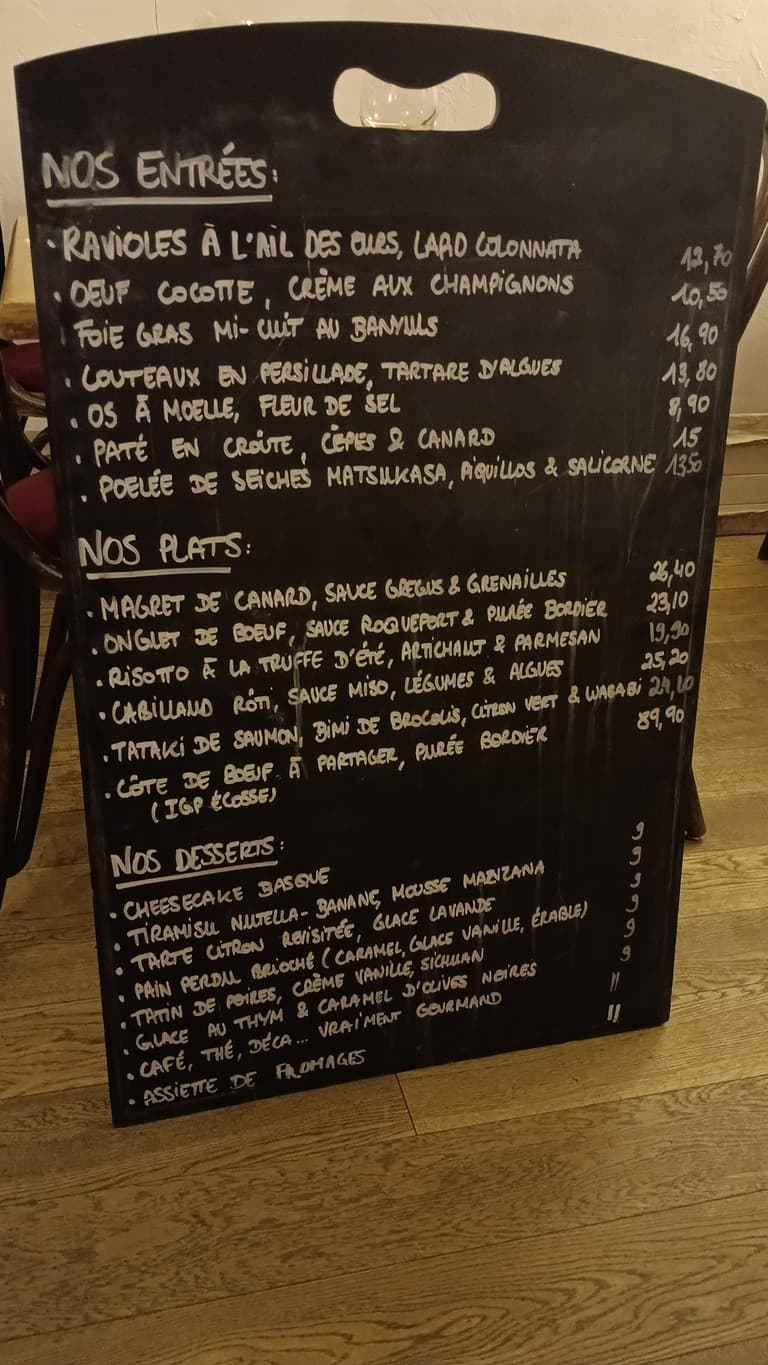 NOS ENTRÉES:
· RAVIOLES À L'AIL DES OURS, LARD COLONNATA 12,70
· OEUF COCOTTE, CRÈME AUX CHAMPIGNONS 10,50
FOIE GRAS MI-CUIT AU BANYULS 16,90
· COUTEAUX EN PERSILLADE, TARTARE D'ALGUES 13,80
· OS À MOELLE, FLEUR DE SEL 8,90
· PATÉ EN CROÛTE, CÈPES & CANARD 15
· POELÉE DE SEICHES MATSUKASA, PIQUILLOS & SALICORNE 13,50
NOS PLATS:
· MAGRET DE CANARD, SAUCE GREGUS & GRENAILLES 26,40
· ONGLET DE BOEUF, SAUCE ROQUEFORT & PURÉE BORDIER 23,10
· RISOTTO À LA TRUFFE D'ÉTÉ, ARTICHAUT & PARMESAN 19,90
· CABILLAUD RÔTI, SAUCE MISO, LÉGUMES & ALGUES 25,20
· TATAKI DE SAUMON, BIMI DE BROCOLIS, CITRON VERT & WASABI 24,10
· CÔTE DE BOEUF À PARTAGER, PURÉE BORDIER 89,90
(IGP ÉCOSSE)
NOS DESSERTS:
· CHEESECAKE BASQUE 9
· TIRAMISU NUTELLA-BANANE, MOUSSE MAZIZANA 9
· TARTE CITRON REVISITÉE, GLACE LAVANDE 9
· PAIN PERDU BRIOCHÉ (CARAMEL, GLACE VANILLE, ÉRABLE) 9
· TATIN DE POIRES, CRÈME VANILLE, SICHUAN 9
· GLACE AU THYM & CARAMEL D'OLIVES NOIRES 9
· CAFÉ, THÉ, DÉCA... VRAIMENT GOURMAND 11
· ASSIETTE DE FROMAGES 11